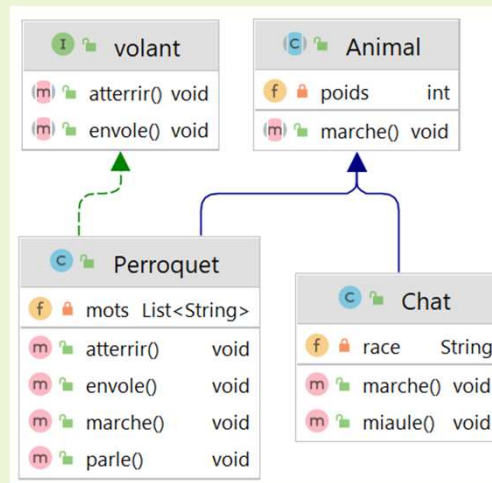 I volant
m atterrir() void
m envole() void
C Animal
f poids int
m marche() void
C Perroquet
f mots List<String>
m atterrir() void
m envole() void
m marche() void
m parle() void
C Chat
f race String
m marche() void
m miaule() void